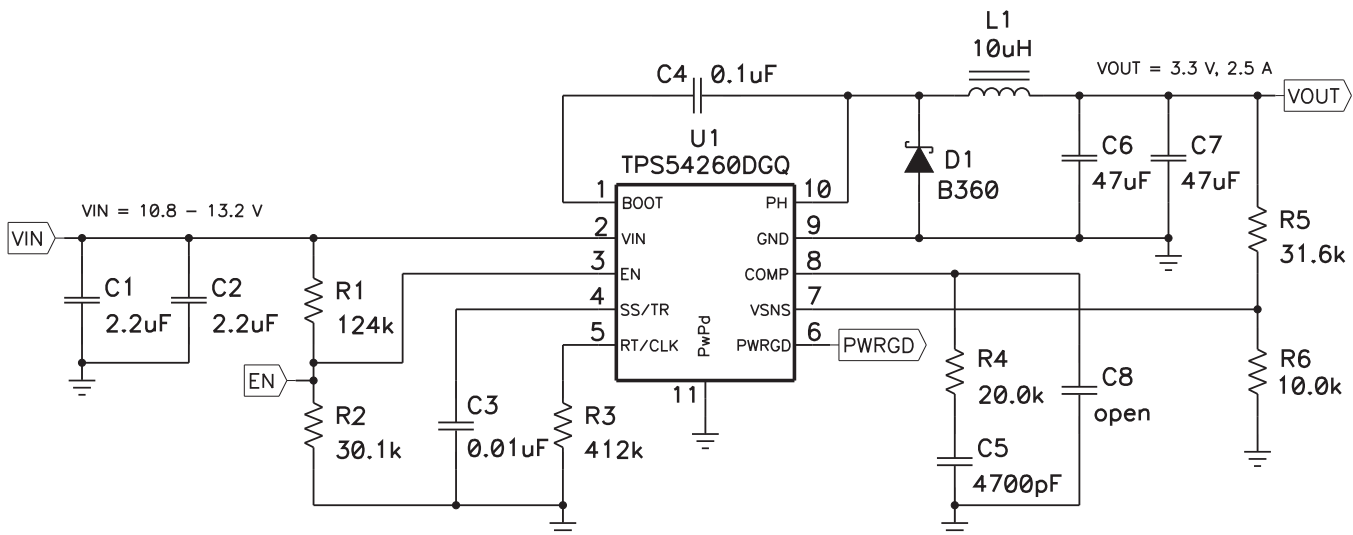 L1
10uH
C4 0.1uF
VOUT = 3.3 V, 2.5 A
VOUT
U1
TPS54260DGQ
D1
B360
C6
47uF
C7
47uF
VIN = 10.8 – 13.2 V
VIN
1
BOOT
2
VIN
3
EN
4
SS/TR
5
RT/CLK
PwPd
11
10
PH
9
GND
8
COMP
7
VSNS
6
PWRGD
PWRGD
C1
2.2uF
C2
2.2uF
R1
124k
EN
R2
30.1k
C3
0.01uF
R3
412k
R4
20.0k
C5
4700pF
C8
open
R5
31.6k
R6
10.0k